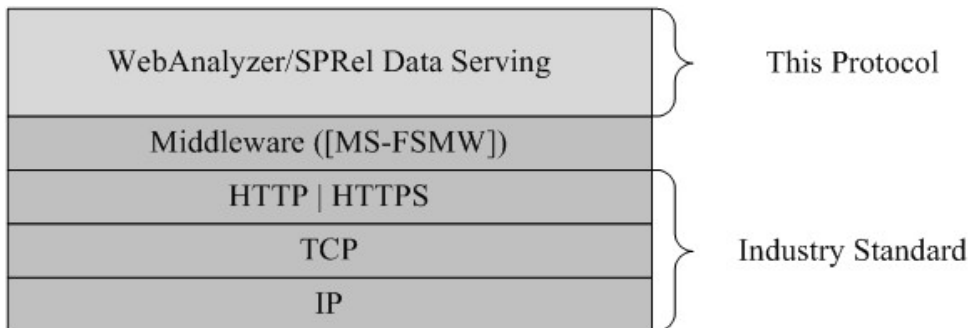 WebAnalyzer/SPRel Data Serving
This Protocol
Middleware ([MS-FSMW])
HTTP | HTTPS
TCP
Industry Standard
IP